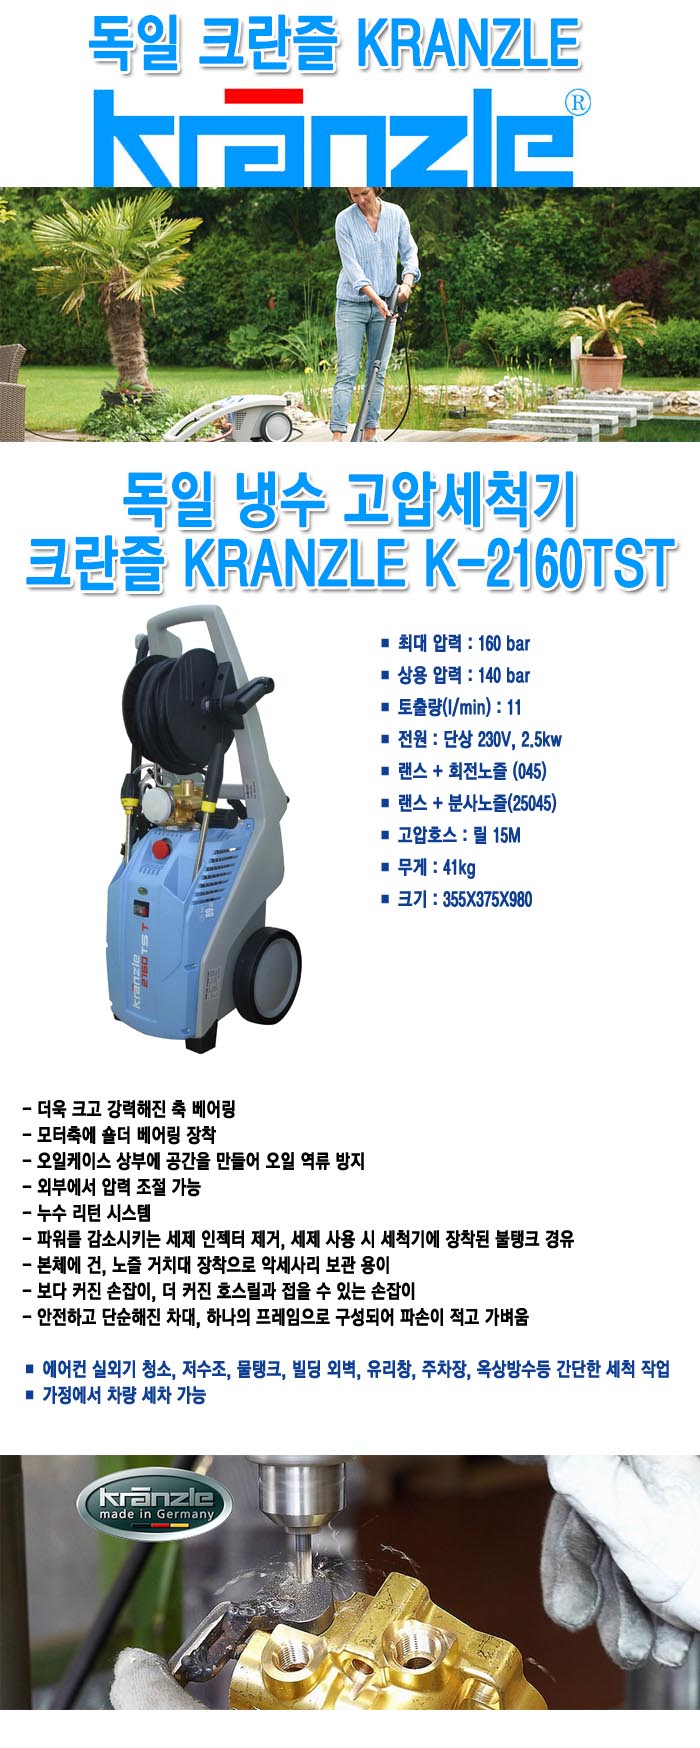 독일 크란즐 KRANZLE
kränzle®
독일 냉수 고압세척기
크란즐 KRANZLE K-2160TST
■ 최대 압력 : 160 bar
■ 상용 압력 : 140 bar
■ 토출량(l/min) : 11
■ 전원 : 단상 230V, 2.5kw
■ 랜스 + 회전노즐 (045)
■ 랜스 + 분사노즐(25045)
■ 고압호스 : 릴 15M
■ 무게 : 41kg
■ 크기 : 355X375X980
kränzle
2160 TS T
- 더욱 크고 강력해진 축 베어링
- 모터축에 숄더 베어링 장착
- 오일케이스 상부에 공간을 만들어 오일 역류 방지
- 외부에서 압력 조절 가능
- 누수 리턴 시스템
- 파워를 감소시키는 세제 인젝터 제거, 세제 사용 시 세척기에 장착된 불탱크 경유
- 본체에 건, 노즐 거치대 장착으로 악세사리 보관 용이
- 보다 커진 손잡이, 더 커진 호스릴과 접을 수 있는 손잡이
- 안전하고 단순해진 차대, 하나의 프레임으로 구성되어 파손이 적고 가벼움
■ 에어컨 실외기 청소, 저수조, 물탱크, 빌딩 외벽, 유리창, 주차장, 옥상방수등 간단한 세척 작업
■ 가정에서 차량 세차 가능
kränzle
made in Germany